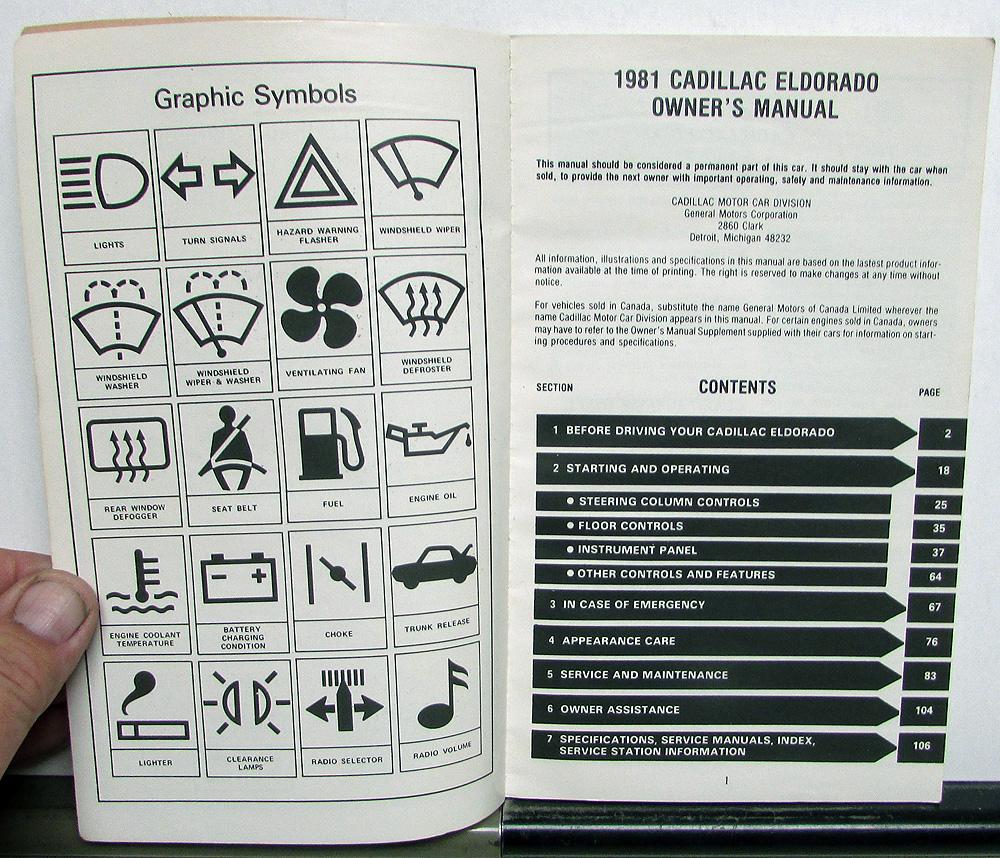 Graphic Symbols
LIGHTS
TURN SIGNALS
HAZARD WARNING
FLASHER
WINDSHIELD WIPER
WINDSHIELD
WASHER
WINDSHIELD
WIPER & WASHER
VENTILATING FAN
WINDSHIELD
DEFROSTER
REAR WINDOW
DEFOGGER
SEAT BELT
FUEL
ENGINE OIL
ENGINE COOLANT
TEMPERATURE
BATTERY
CHARGING
CONDITION
CHOKE
TRUNK RELEASE
LIGHTER
CLEARANCE
LAMPS
RADIO SELECTOR
RADIO VOLUME
1981 CADILLAC ELDORADO
OWNER'S MANUAL
This manual should be considered a permanent part of this car. It should stay with the car when
sold, to provide the next owner with important operating, safety and maintenance information.
CADILLAC MOTOR CAR DIVISION
General Motors Corporation
2860 Clark
Detroit, Michigan 48232
All information, illustrations and specifications in this manual are based on the lastest product infor-
mation available at the time of printing. The right is reserved to make changes at any time without
notice.
For vehicles sold in Canada, substitute the name General Motors of Canada Limited wherever the
name Cadillac Motor Car Division appears in this manual. For certain engines sold in Canada, owners
may have to refer to the Owner's Manual Supplement supplied with their cars for information on start-
ing procedures and specifications.
SECTION CONTENTS PAGE
1 BEFORE DRIVING YOUR CADILLAC ELDORADO 2
2 STARTING AND OPERATING 18
● STEERING COLUMN CONTROLS 25
● FLOOR CONTROLS 35
● INSTRUMENT PANEL 37
● OTHER CONTROLS AND FEATURES 64
3 IN CASE OF EMERGENCY 67
4 APPEARANCE CARE 76
5 SERVICE AND MAINTENANCE 83
6 OWNER ASSISTANCE 104
7 SPECIFICATIONS, SERVICE MANUALS, INDEX,
SERVICE STATION INFORMATION 106
1